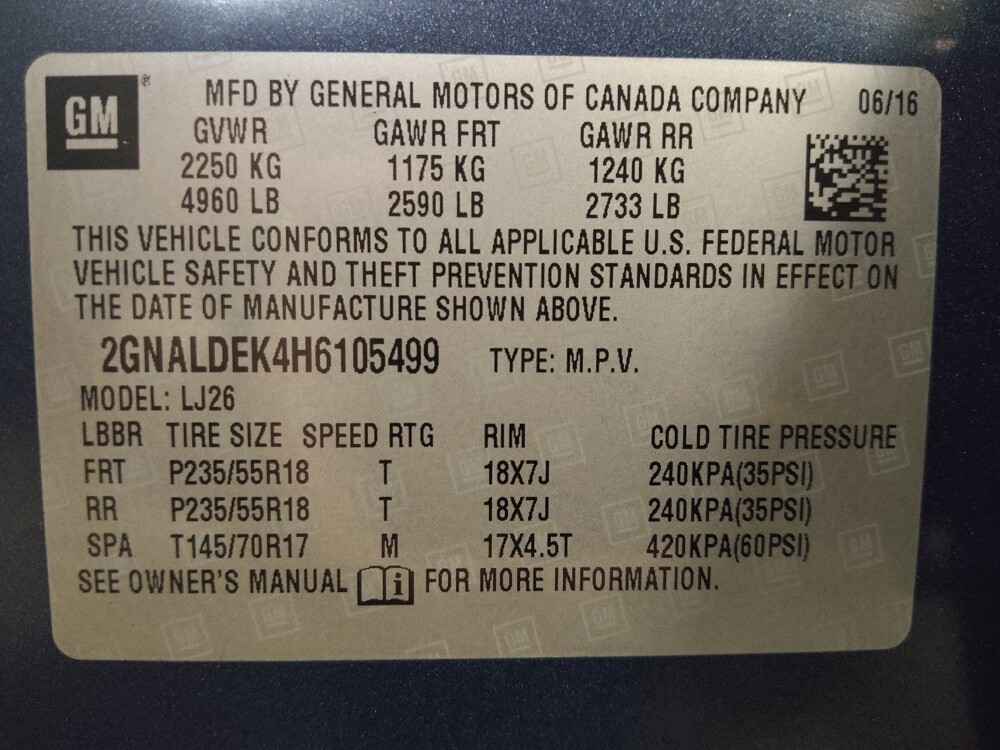 GM ® MFD BY GENERAL MOTORS OF CANADA COMPANY 06/16
GVWR GAWR FRT GAWR RR
2250 KG 1175 KG 1240 KG
4960 LB 2590 LB 2733 LB
THIS VEHICLE CONFORMS TO ALL APPLICABLE U.S. FEDERAL MOTOR
VEHICLE SAFETY AND THEFT PREVENTION STANDARDS IN EFFECT ON
THE DATE OF MANUFACTURE SHOWN ABOVE.
2GNALDEK4H6105499 TYPE: M.P.V.
MODEL: LJ26
LBBR TIRE SIZE SPEED RTG RIM COLD TIRE PRESSURE
FRT P235/55R18 T 18X7J 240KPA(35PSI)
RR P235/55R18 T 18X7J 240KPA(35PSI)
SPA T145/70R17 M 17X4.5T 420KPA(60PSI)
SEE OWNER'S MANUAL i FOR MORE INFORMATION.